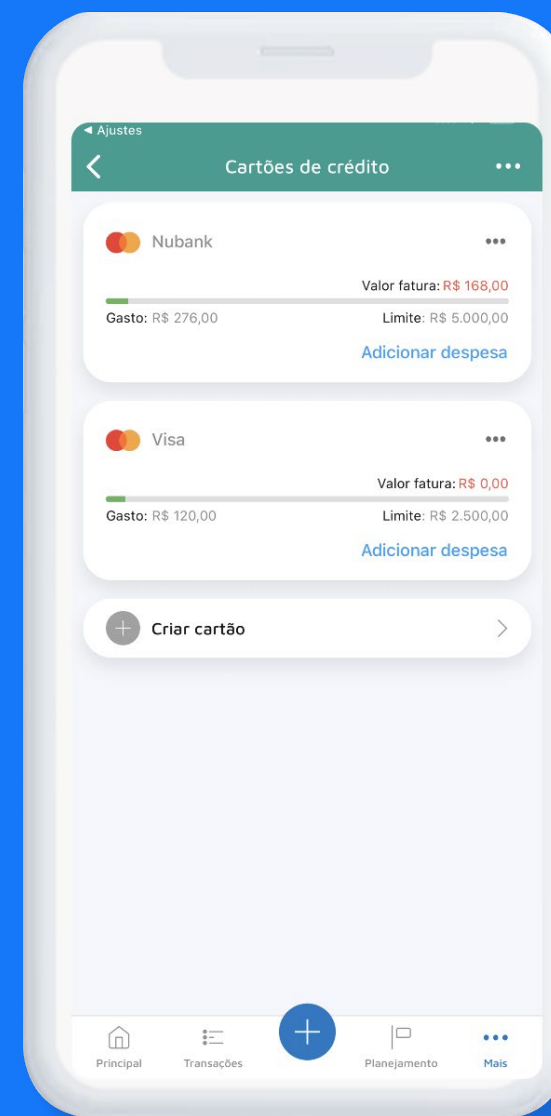 Ajustes
Cartões de crédito
Nubank
Valor fatura: R$ 168,00
Gasto: R$ 276,00 Limite: R$ 5.000,00
Adicionar despesa
Visa
Valor fatura: R$ 0,00
Gasto: R$ 120,00 Limite: R$ 2.500,00
Adicionar despesa
Criar cartão
Principal Transações Planejamento Mais